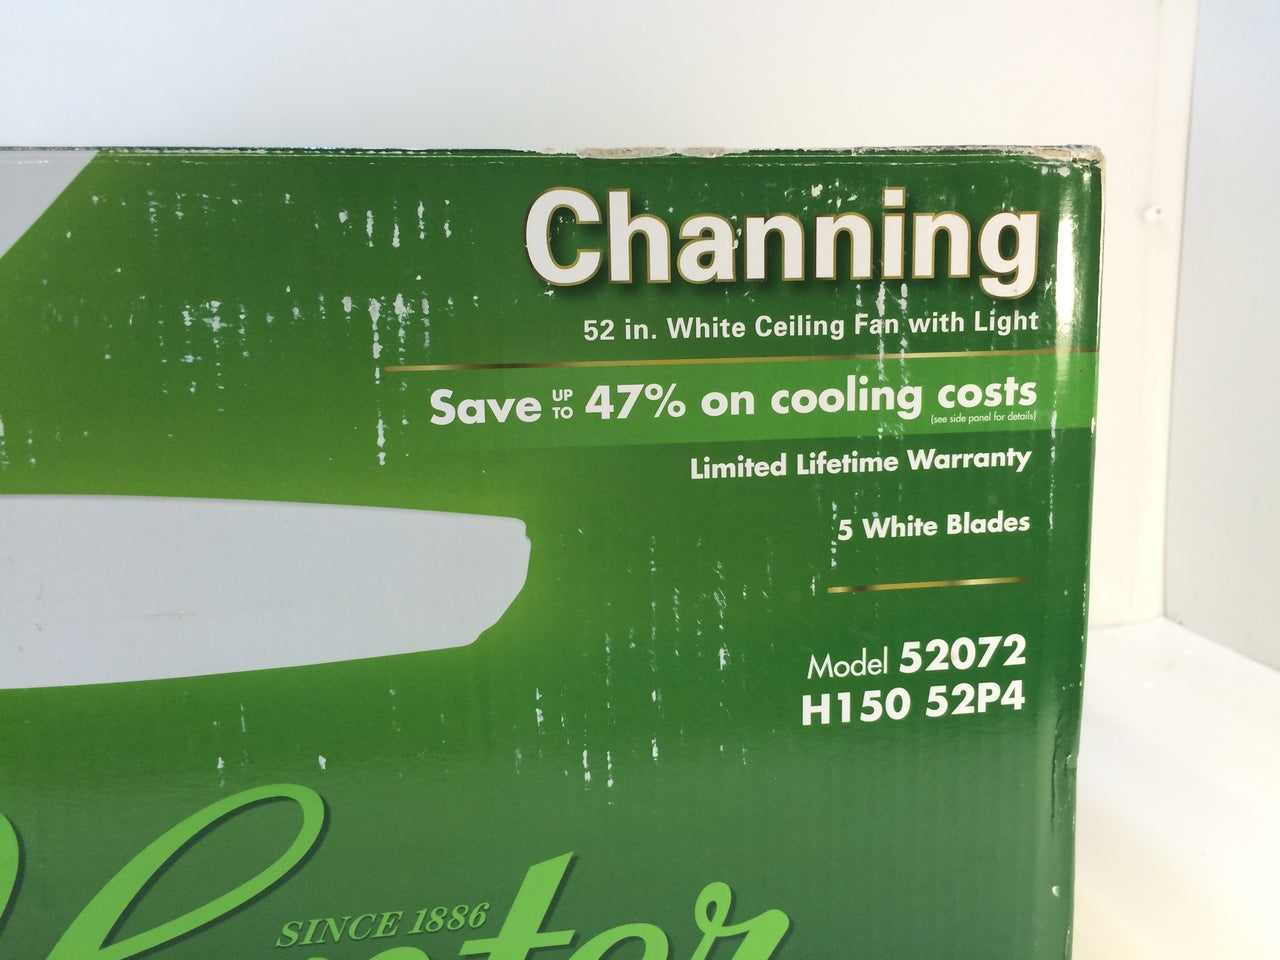 Channing
52 in. White Ceiling Fan with Light
Save UP TO 47% on cooling costs
(see side panel for details)
Limited Lifetime Warranty
5 White Blades
Model 52072
H150 52P4
SINCE 1886
Hunter